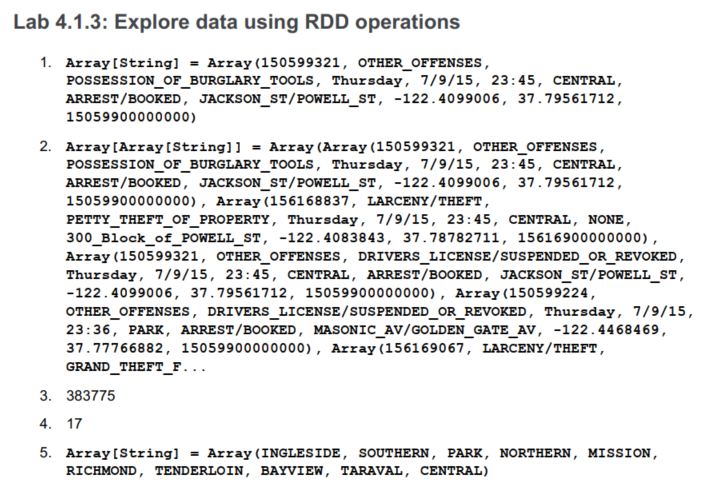 Lab 4.1.3: Explore data using RDD operations
1. Array[String] = Array(150599321, OTHER_OFFENSES,
POSSESSION_OF_BURGLARY_TOOLS, Thursday, 7/9/15, 23:45, CENTRAL,
ARREST/BOOKED, JACKSON_ST/POWELL_ST, -122.4099006, 37.79561712,
15059900000000)
2. Array[Array[String]] = Array(Array(150599321, OTHER_OFFENSES,
POSSESSION_OF_BURGLARY_TOOLS, Thursday, 7/9/15, 23:45, CENTRAL,
ARREST/BOOKED, JACKSON_ST/POWELL_ST, -122.4099006, 37.79561712,
15059900000000), Array(156168837, LARCENY/THEFT,
PETTY_THEFT_OF_PROPERTY, Thursday, 7/9/15, 23:45, CENTRAL, NONE,
300_Block_of_POWELL_ST, -122.4083843, 37.78782711, 15616900000000),
Array(150599321, OTHER_OFFENSES, DRIVERS_LICENSE/SUSPENDED_OR_REVOKED,
Thursday, 7/9/15, 23:45, CENTRAL, ARREST/BOOKED, JACKSON_ST/POWELL_ST,
-122.4099006, 37.79561712, 15059900000000), Array(150599224,
OTHER_OFFENSES, DRIVERS_LICENSE/SUSPENDED_OR_REVOKED, Thursday, 7/9/15,
23:36, PARK, ARREST/BOOKED, MASONIC_AV/GOLDEN_GATE_AV, -122.4468469,
37.77766882, 15059900000000), Array(156169067, LARCENY/THEFT,
GRAND_THEFT_F...
3. 383775
4. 17
5. Array[String] = Array(INGLESIDE, SOUTHERN, PARK, NORTHERN, MISSION,
RICHMOND, TENDERLOIN, BAYVIEW, TARAVAL, CENTRAL)